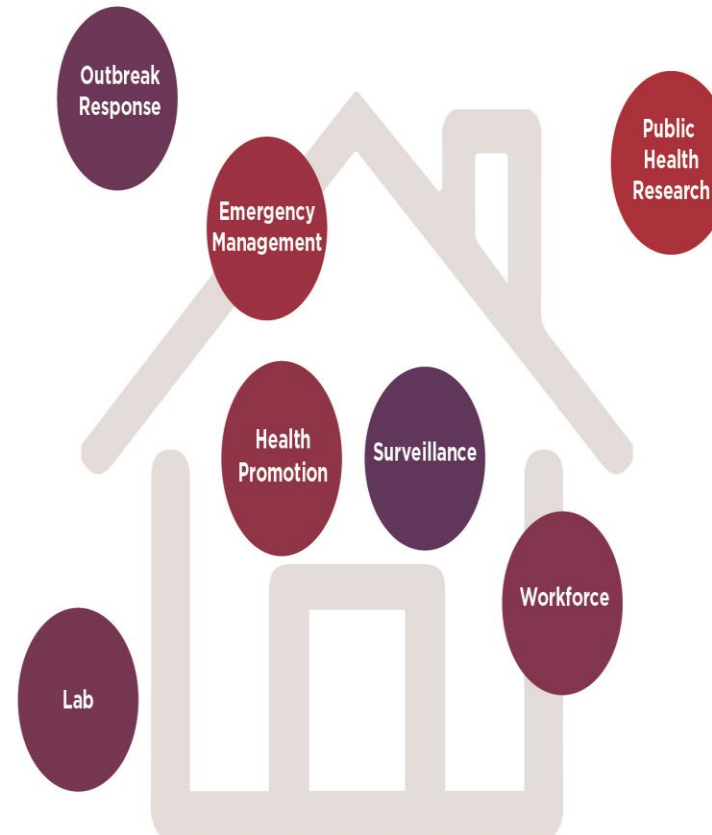 Outbreak
Response
Public
Health
Research
Emergency
Management
Health
Promotion
Surveillance
Workforce
Lab